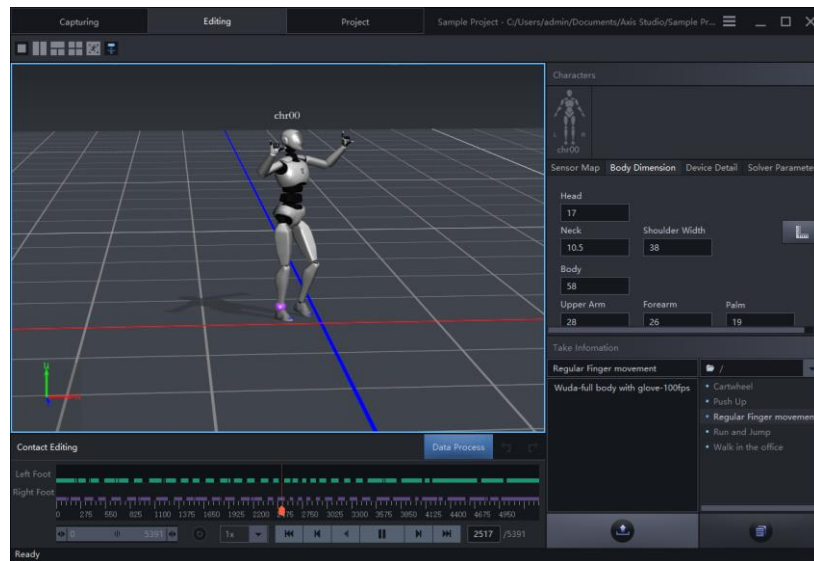 Capturing Editing Project Sample Project - C:/Users/admin/Documents/Axis Studio/Sample Pr...
Characters
chr00
L R
chr00
Sensor Map Body Dimension Device Detail Solver Paramete
Head
17
Neck Shoulder Width
10.5 38
Body
58
Upper Arm Forearm Palm
28 26 19
Take Infomation
Regular Finger movement /
Wuda-full body with glove-100fps
Cartwheel
Push Up
Regular Finger movemen
Run and Jump
Walk in the office
Contact Editing Data Process
Left Foot
Right Foot
0 275 550 825 1100 1375 1650 1925 2200 2750 3025 3300 3575 3850 4125 4400 4675 4950
0 5391 1x 2517 /5391
Ready